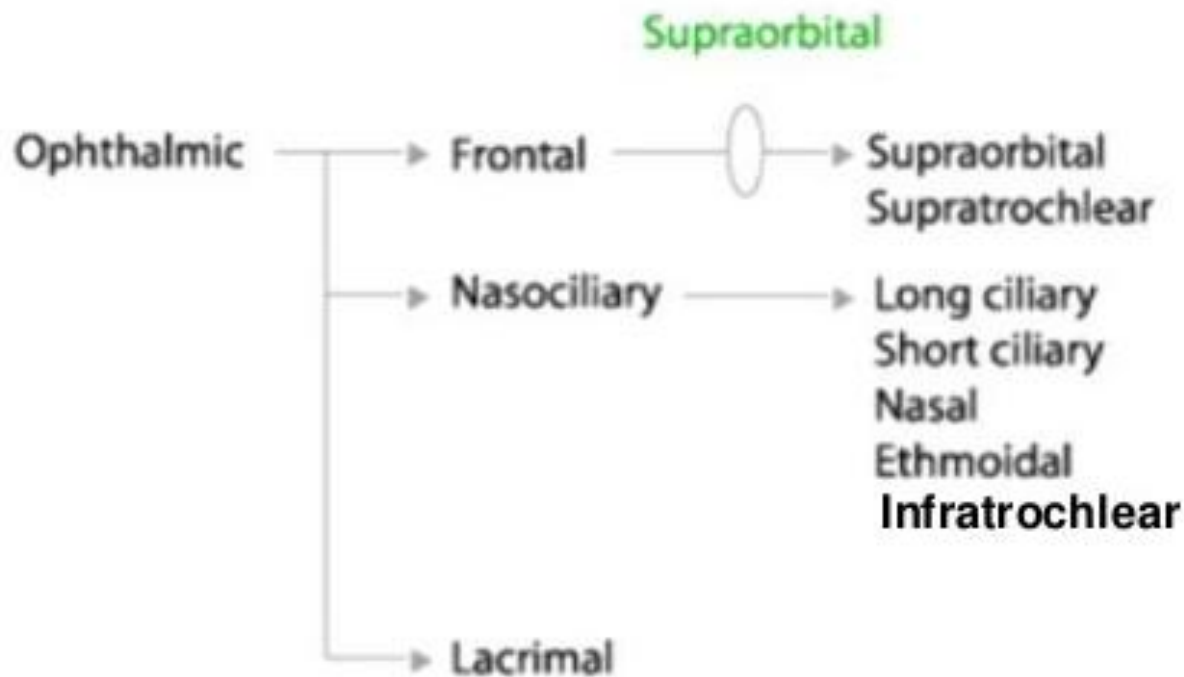 Supraorbital
Ophthalmic
Frontal
Supraorbital
Supratrochlear
Nasociliary
Long ciliary
Short ciliary
Nasal
Ethmoidal
Infratrochlear
Lacrimal